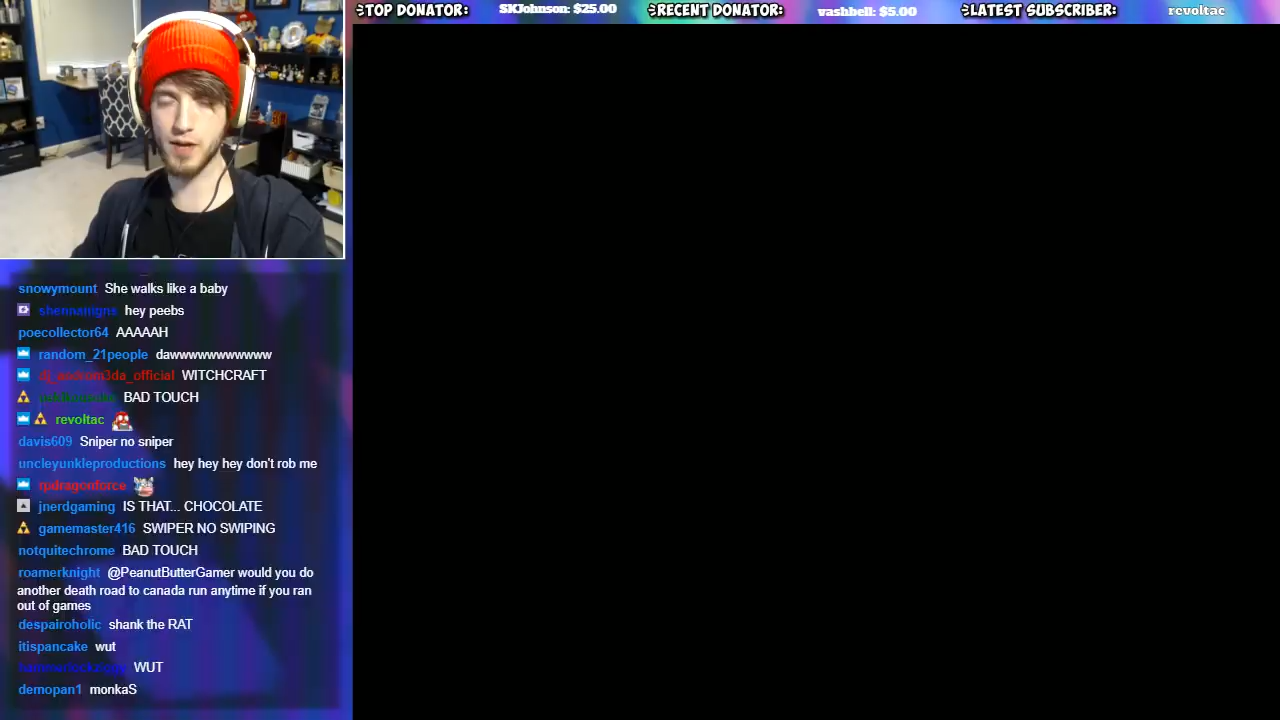 TOP DONATOR: SKJohnson: $25.00 RECENT DONATOR: vashbell: $5.00 LATEST SUBSCRIBER: revoltac
snowymount She walks like a baby
shennanigns hey peebs
poecollector64 AAAAAH
random_21people dawwwwwwwwwww
dj_androm3da_official WITCHCRAFT
BAD TOUCH
revoltac
davis609 Sniper no sniper
uncleyunkleproductions hey hey hey don't rob me
rpdragonforce
jnerdgaming IS THAT... CHOCOLATE
gamemaster416 SWIPER NO SWIPING
notquitechrome BAD TOUCH
roamerknight @PeanutButterGamer would you do
another death road to canada run anytime if you ran
out of games
despairoholic shank the RAT
itispancake wut
WUT
demopan1 monkaS